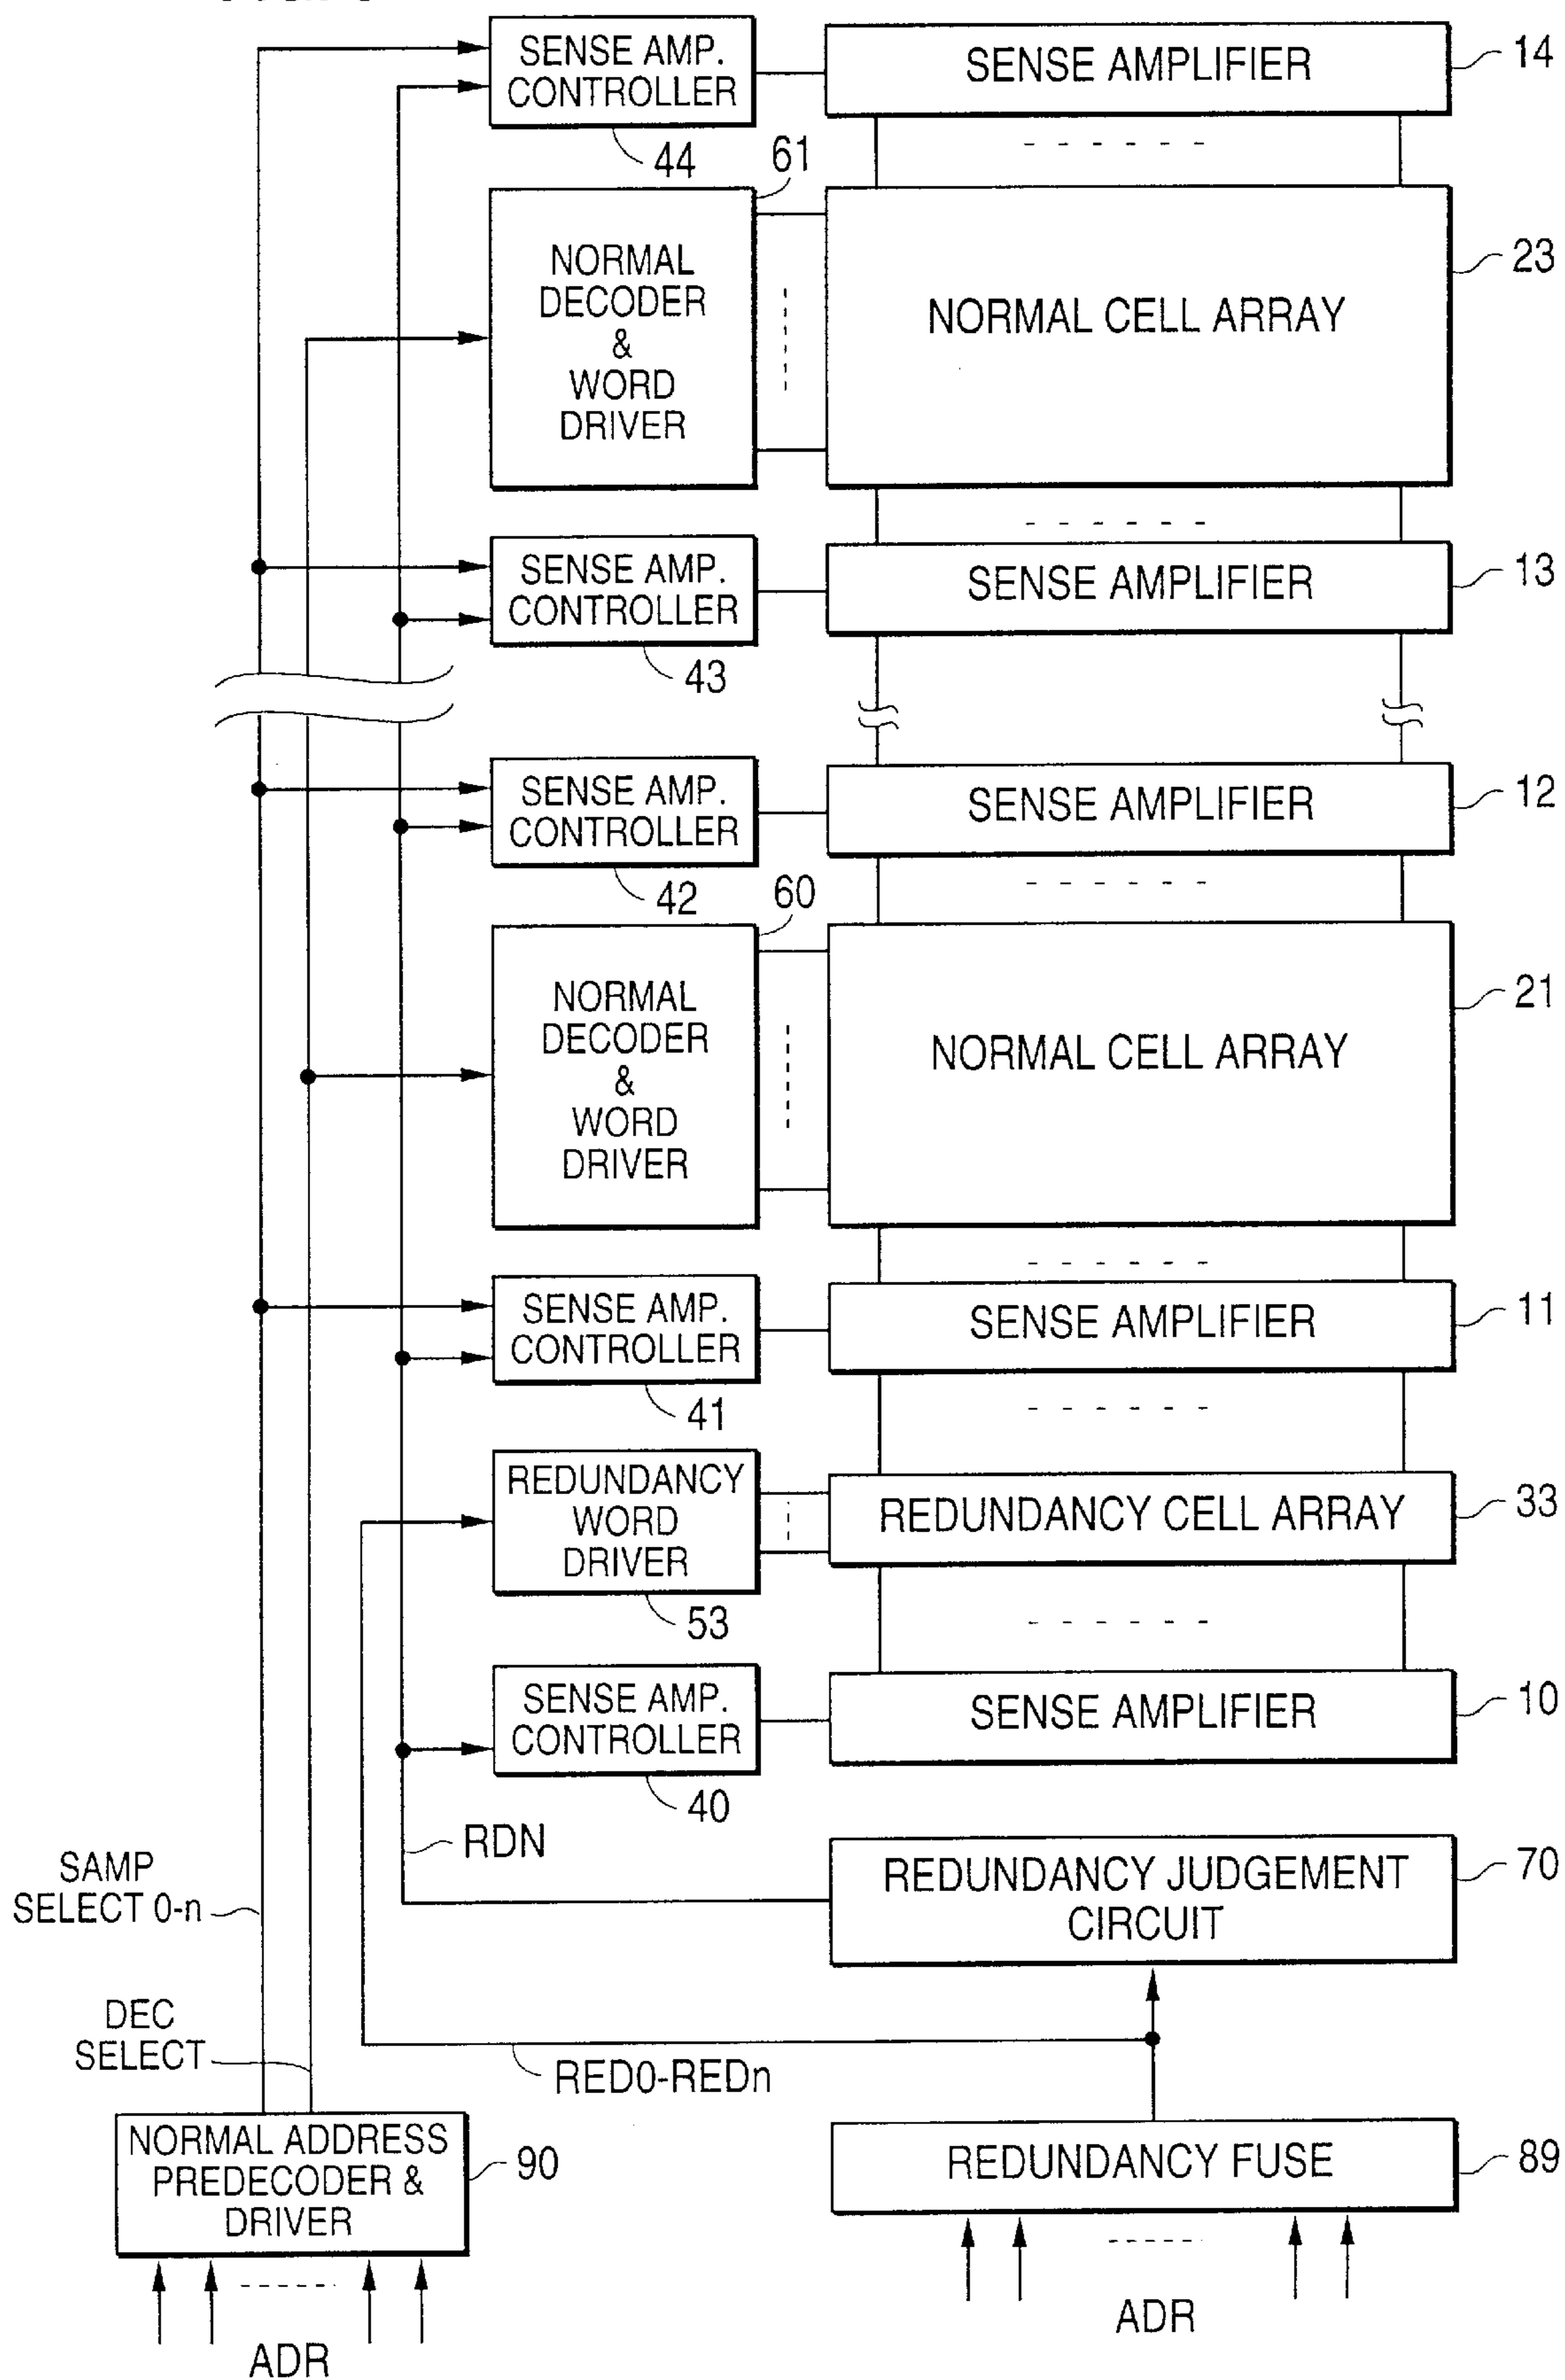 SENSE AMP.
CONTROLLER
44
SENSE AMPLIFIER
14
61
NORMAL
DECODER
&
WORD
DRIVER
NORMAL CELL ARRAY
23
SENSE AMP.
CONTROLLER
43
SENSE AMPLIFIER
13
SENSE AMP.
CONTROLLER
42
SENSE AMPLIFIER
12
60
NORMAL
DECODER
&
WORD
DRIVER
NORMAL CELL ARRAY
21
SENSE AMP.
CONTROLLER
41
SENSE AMPLIFIER
11
REDUNDANCY
WORD
DRIVER
53
REDUNDANCY CELL ARRAY
33
SENSE AMP.
CONTROLLER
40
SENSE AMPLIFIER
10
RDN
SAMP
SELECT 0-n
REDUNDANCY JUDGEMENT
CIRCUIT
70
DEC
SELECT
RED0-REDn
NORMAL ADDRESS
PREDECODER &
DRIVER
90
ADR
REDUNDANCY FUSE
89
ADR